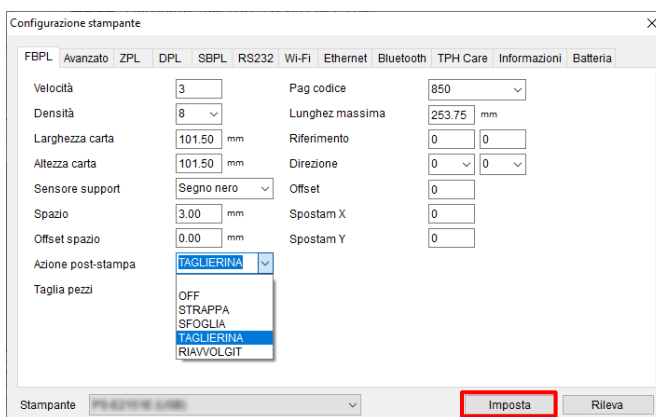 Configurazione stampante
FBPL Avanzato ZPL DPL SBPL RS232 Wi-Fi Ethernet Bluetooth TPH Care Informazioni Batteria
Velocità 3 Pag codice 850
Densità 8 Lunghez massima 253.75 mm
Larghezza carta 101.50 mm Riferimento 0 0
Altezza carta 101.50 mm Direzione 0 0
Sensore support Segno nero Offset 0
Spazio 3.00 mm Spostam X 0
Offset spazio 0.00 mm Spostam Y 0
Azione post-stampa TAGLIERINA
Taglia pezzi
OFF
STRAPPA
SFOGLIA
TAGLIERINA
RIAVVOLGIT
Stampante Imposta Rileva